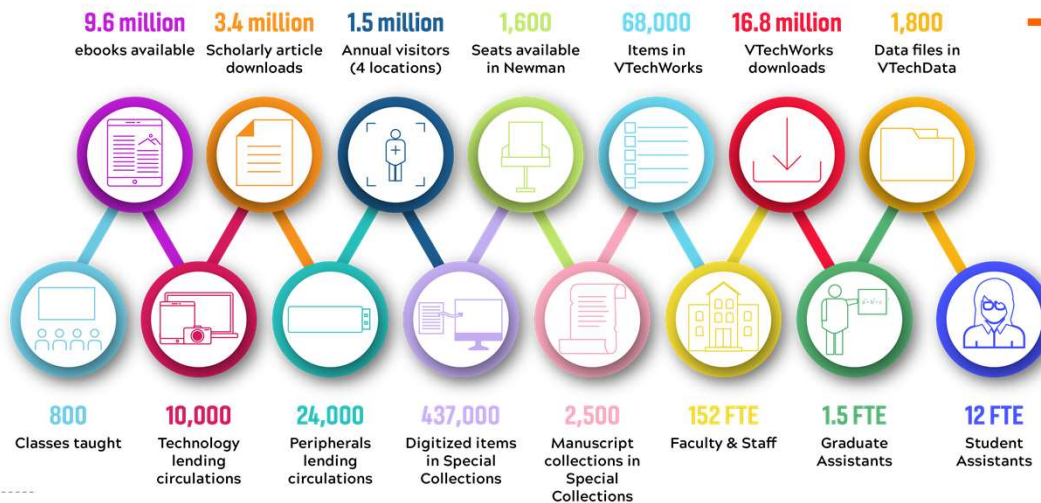 9.6 million
ebooks available
3.4 million
Scholarly article
downloads
1.5 million
Annual visitors
(4 locations)
1,600
Seats available
in Newman
68,000
Items in
VTechWorks
16.8 million
VTechWorks
downloads
1,800
Data files in
VTechData
800
Classes taught
10,000
Technology
lending
circulations
24,000
Peripherals
lending
circulations
437,000
Digitized items
in Special
Collections
2,500
Manuscript
collections in
Special
Collections
152 FTE
Faculty & Staff
1.5 FTE
Graduate
Assistants
12 FTE
Student
Assistants